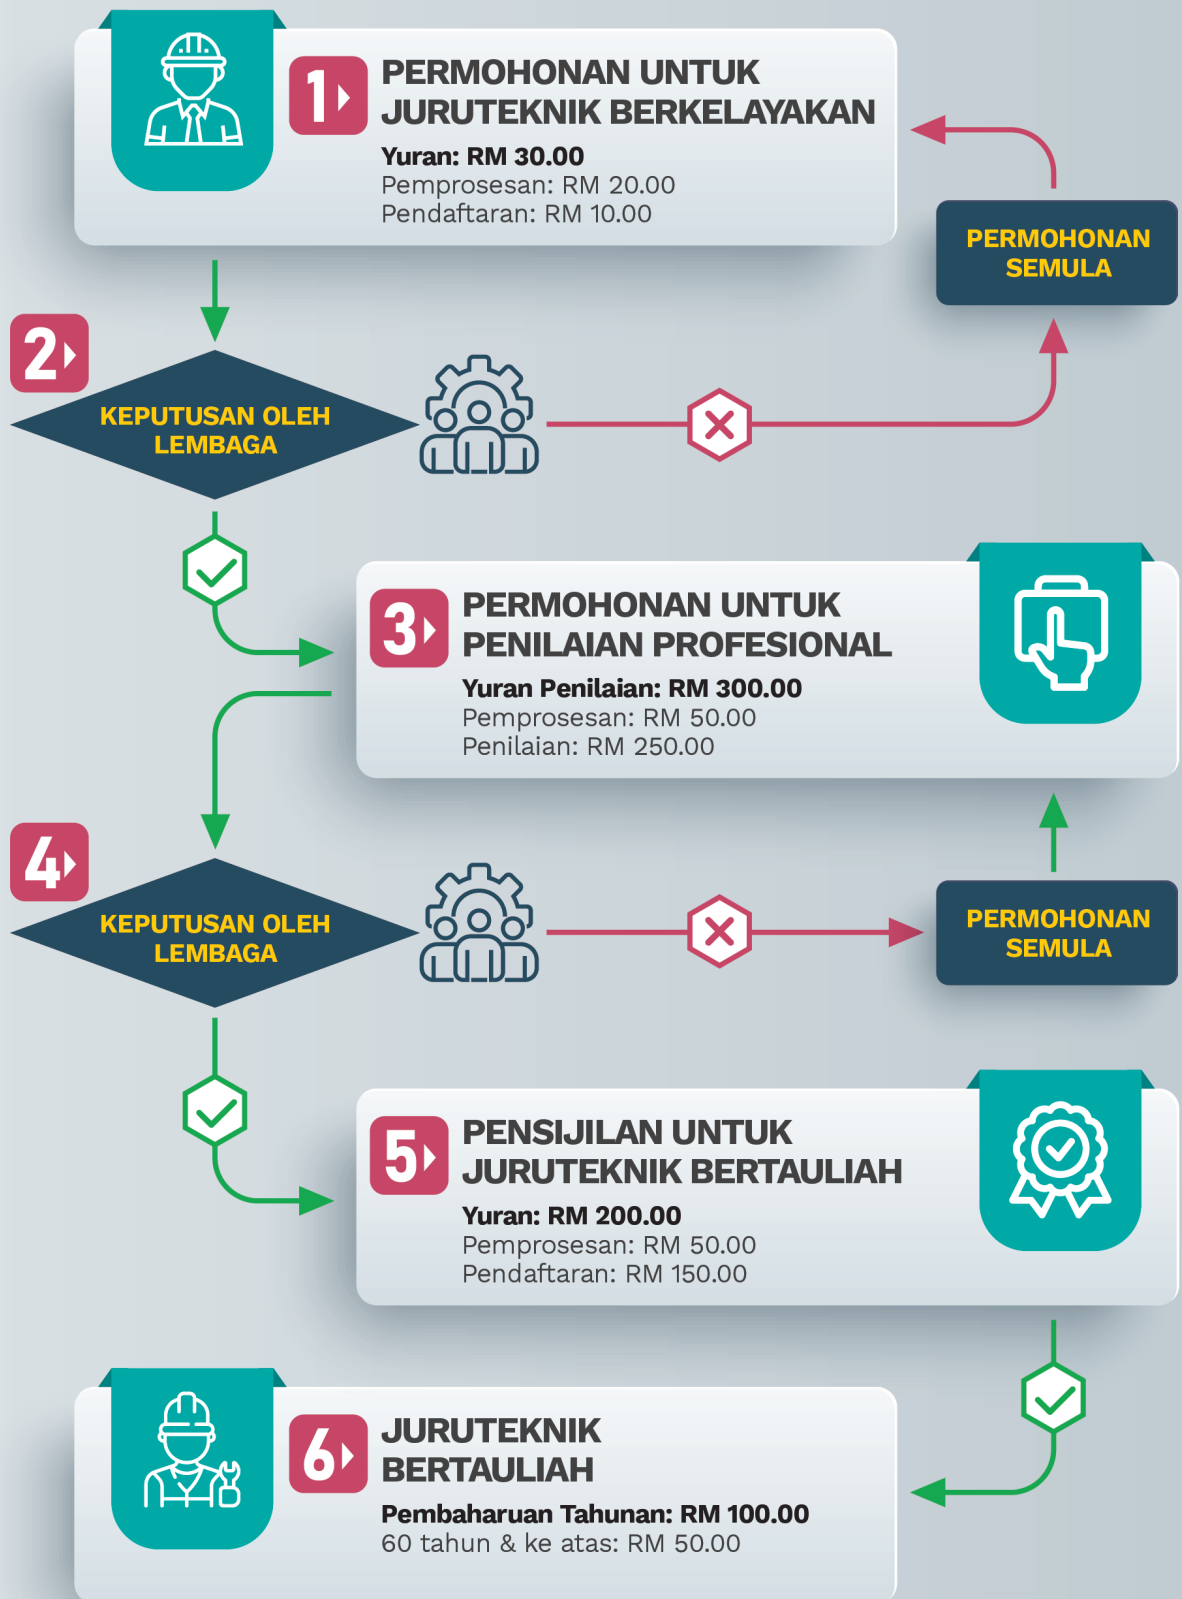 1
PERMOHONAN UNTUK
JURUTEKNIK BERKELAYAKAN
Yuran: RM 30.00
Pemprosesan: RM 20.00
Pendaftaran: RM 10.00
PERMOHONAN
SEMULA
2
KEPUTUSAN OLEH
LEMBAGA
3
PERMOHONAN UNTUK
PENILAIAN PROFESIONAL
Yuran Penilaian: RM 300.00
Pemprosesan: RM 50.00
Penilaian: RM 250.00
4
KEPUTUSAN OLEH
LEMBAGA
PERMOHONAN
SEMULA
5
PENSIJILAN UNTUK
JURUTEKNIK BERTAULIAH
Yuran: RM 200.00
Pemprosesan: RM 50.00
Pendaftaran: RM 150.00
6
JURUTEKNIK
BERTAULIAH
Pembaharuan Tahunan: RM 100.00
60 tahun & ke atas: RM 50.00